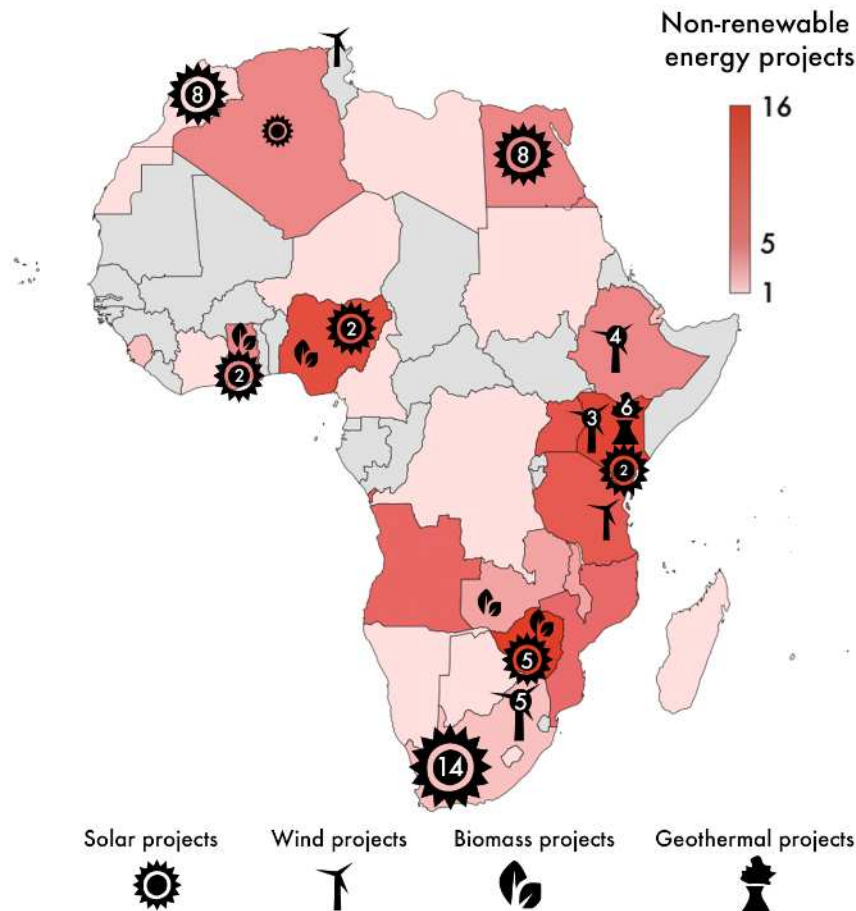 Non-renewable
energy projects
16
5
1
8
8
2
2
4
3
6
2
5
5
14
Solar projects
Wind projects
Biomass projects
Geothermal projects